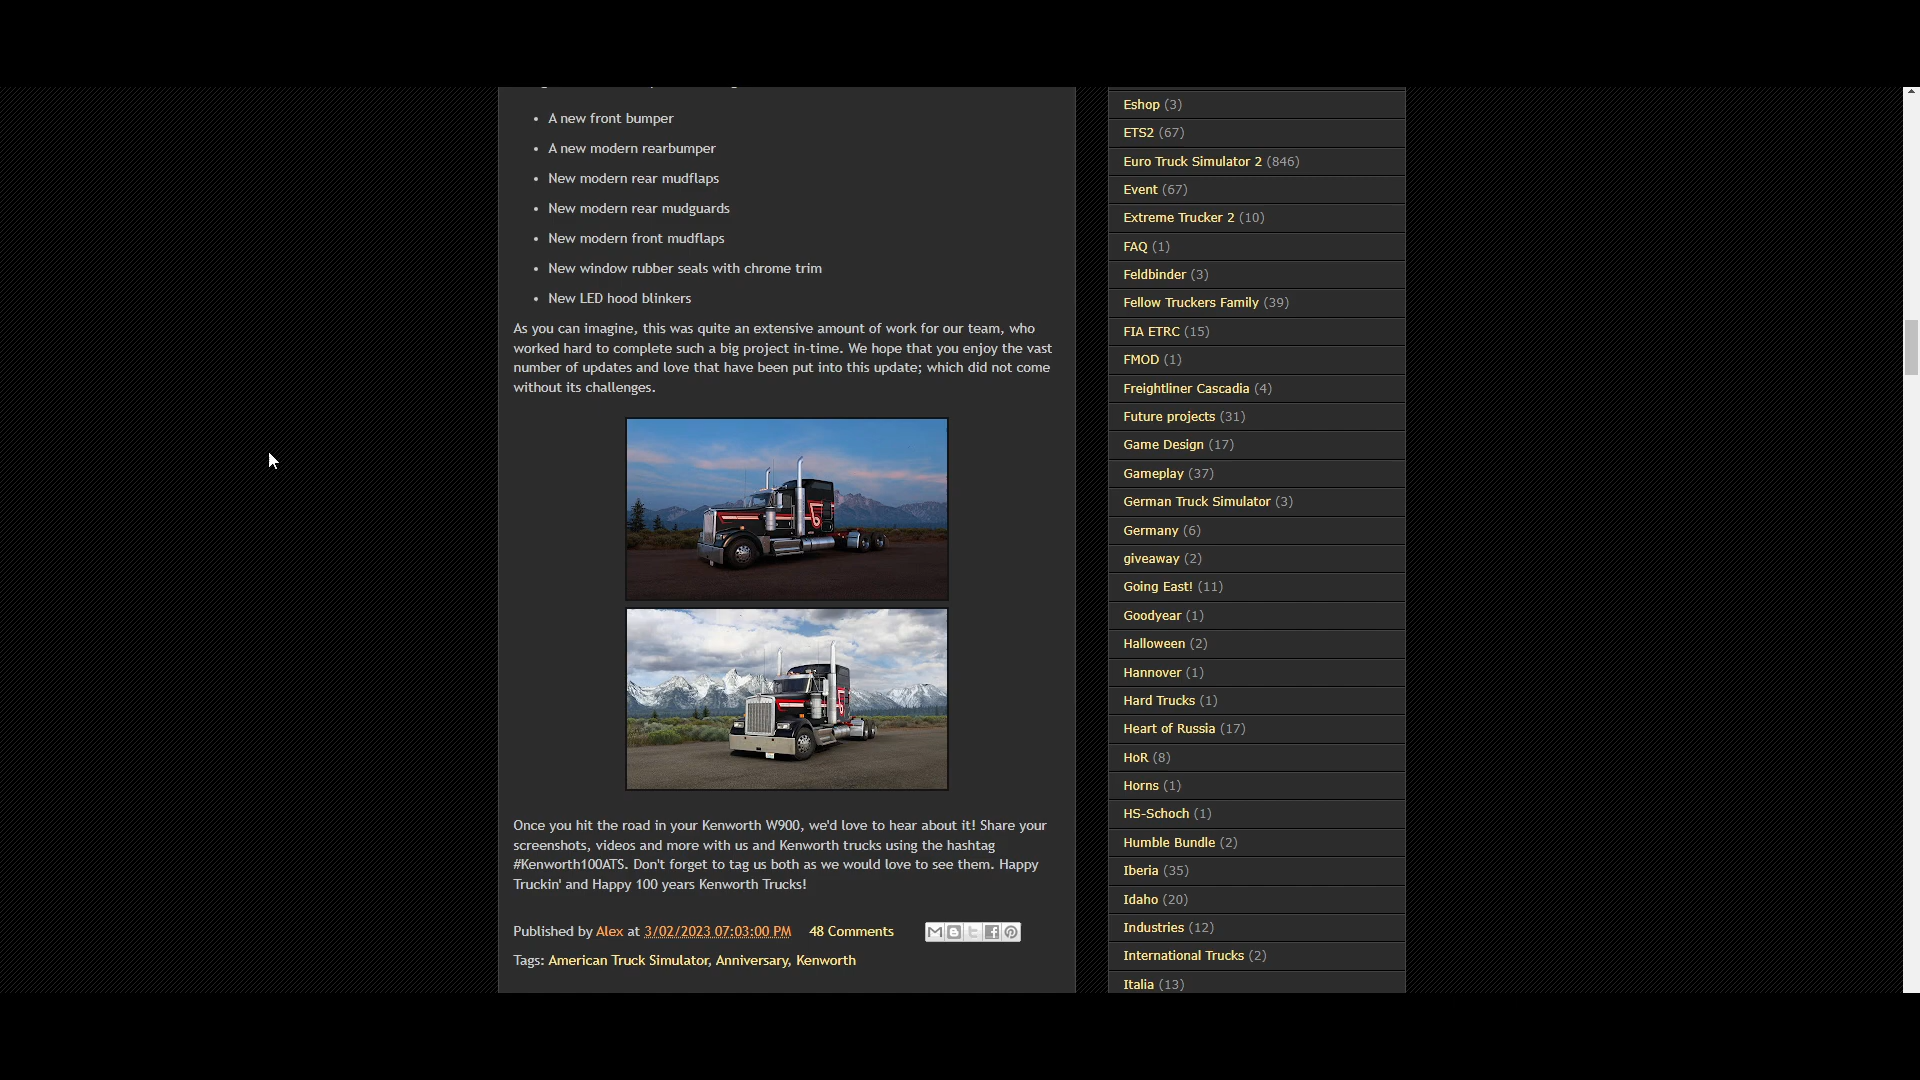 A new front bumper
A new modern rearbumper
New modern rear mudflaps
New modern rear mudguards
New modern front mudflaps
New window rubber seals with chrome trim
New LED hood blinkers
As you can imagine, this was quite an extensive amount of work for our team, who
worked hard to complete such a big project in-time. We hope that you enjoy the vast
number of updates and love that have been put into this update; which did not come
without its challenges.
Once you hit the road in your Kenworth W900, we'd love to hear about it! Share your
screenshots, videos and more with us and Kenworth trucks using the hashtag
#Kenworth100ATS. Don't forget to tag us both as we would love to see them. Happy
Truckin' and Happy 100 years Kenworth Trucks!
Published by Alex at 3/02/2023 07:03:00 PM 48 Comments
Tags: American Truck Simulator, Anniversary, Kenworth
Eshop (3)
ETS2 (67)
Euro Truck Simulator 2 (846)
Event (67)
Extreme Trucker 2 (10)
FAQ (1)
Feldbinder (3)
Fellow Truckers Family (39)
FIA ETRC (15)
FMOD (1)
Freightliner Cascadia (4)
Future projects (31)
Game Design (17)
Gameplay (37)
German Truck Simulator (3)
Germany (6)
giveaway (2)
Going East! (11)
Goodyear (1)
Halloween (2)
Hannover (1)
Hard Trucks (1)
Heart of Russia (17)
HoR (8)
Horns (1)
HS-Schoch (1)
Humble Bundle (2)
Iberia (35)
Idaho (20)
Industries (12)
International Trucks (2)
Italia (13)